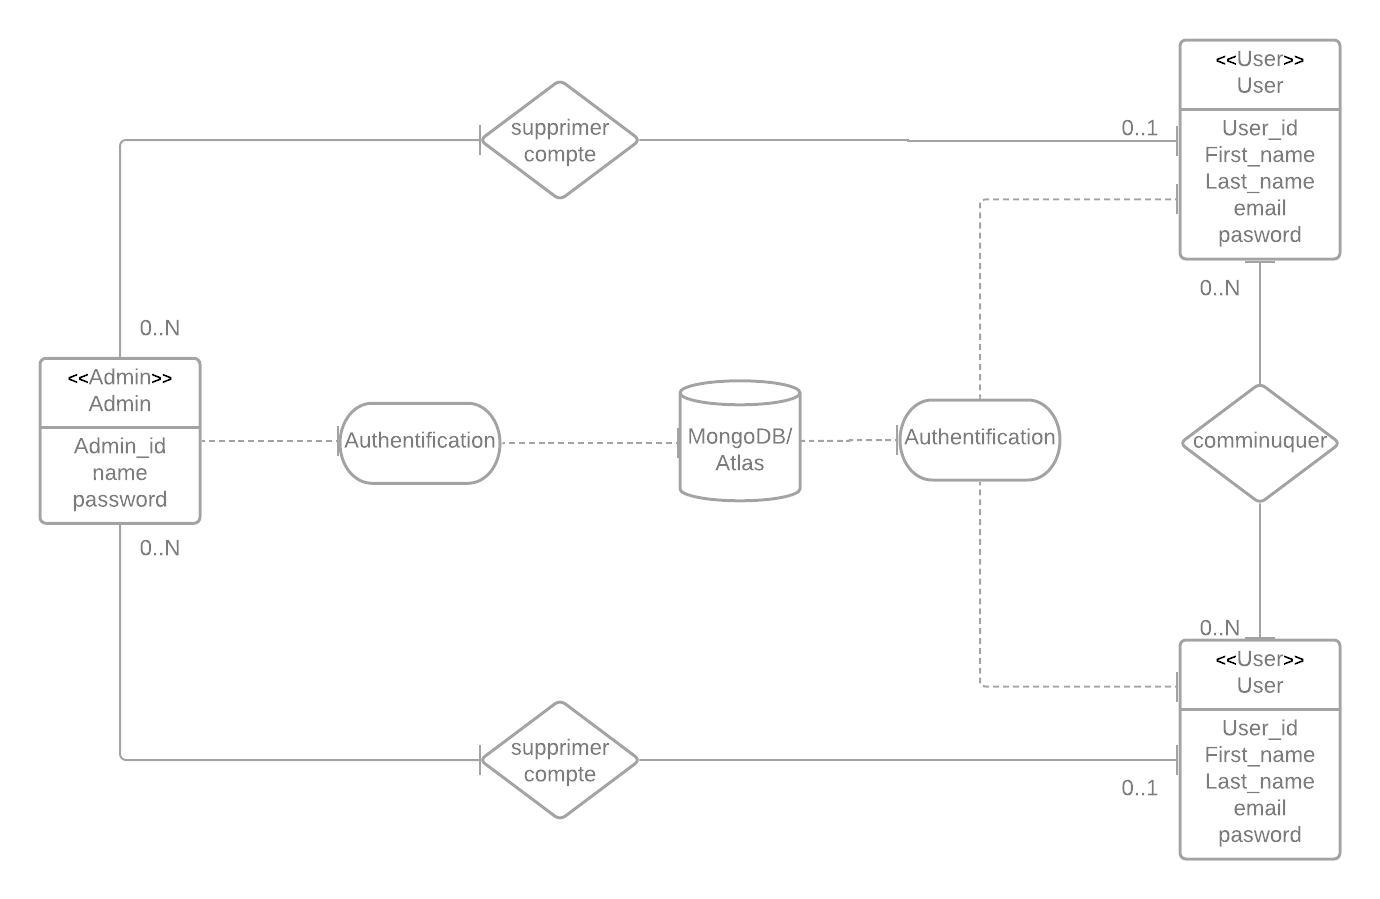 <<User>>
User
User_id
First_name
Last_name
email
pasword
supprimer
compte
0..1
0..N
0..N
<<Admin>>
Admin
Admin_id
name
password
Authentification
MongoDB/
Atlas
Authentification
comminuquer
0..N
0..N
<<User>>
User
User_id
First_name
Last_name
email
pasword
supprimer
compte
0..1